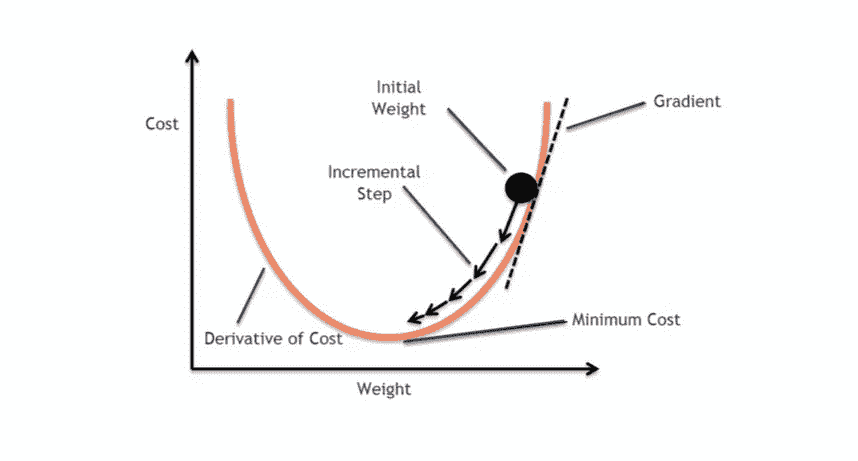 Initial
Weight
Gradient
Cost
Incremental
Step
Minimum Cost
Derivative of Cost
Weight